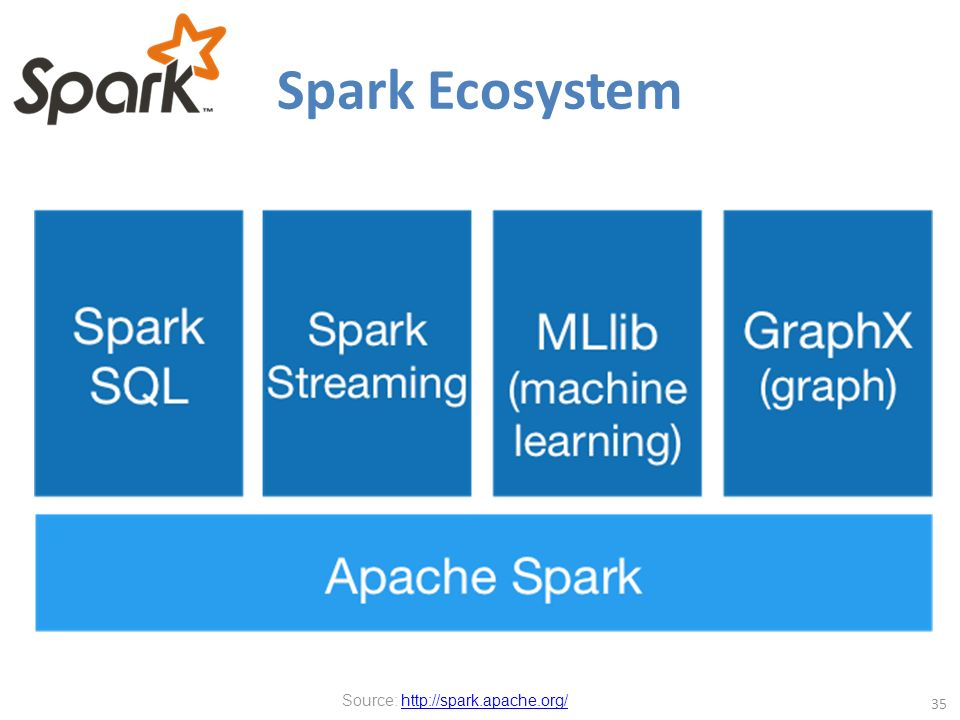 Spark™
Spark Ecosystem
Spark
SQL
Spark
Streaming
MLlib
(machine
learning)
GraphX
(graph)
Apache Spark
Source: http://spark.apache.org/
35